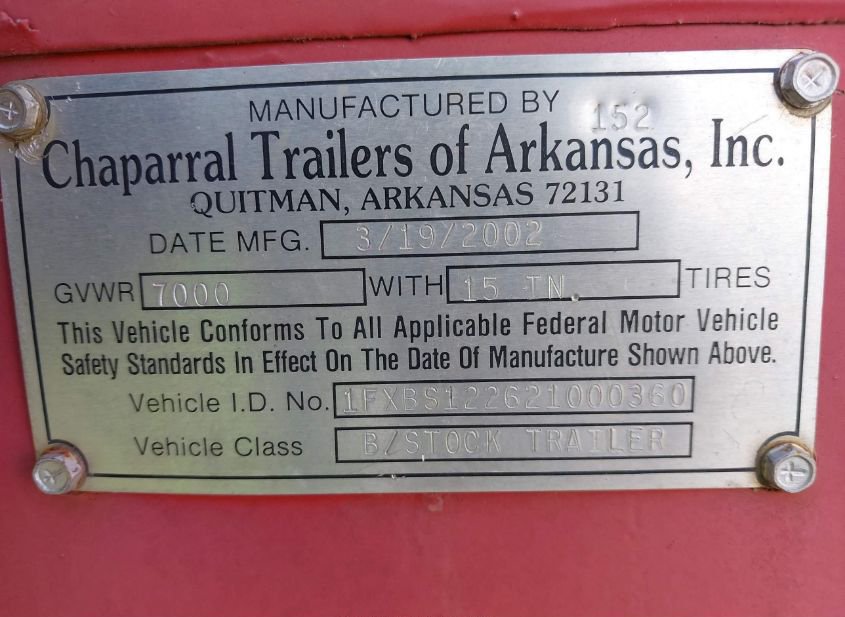 MANUFACTURED BY 152
Chaparral Trailers of Arkansas, Inc.
QUITMAN, ARKANSAS 72131
DATE MFG. 3/19/2002
GVWR 7000 WITH 15 IN. TIRES
This Vehicle Conforms To All Applicable Federal Motor Vehicle
Safety Standards In Effect On The Date Of Manufacture Shown Above.
Vehicle I.D. No. 1FXBS122621000360
Vehicle Class B/STOCK TRAILER